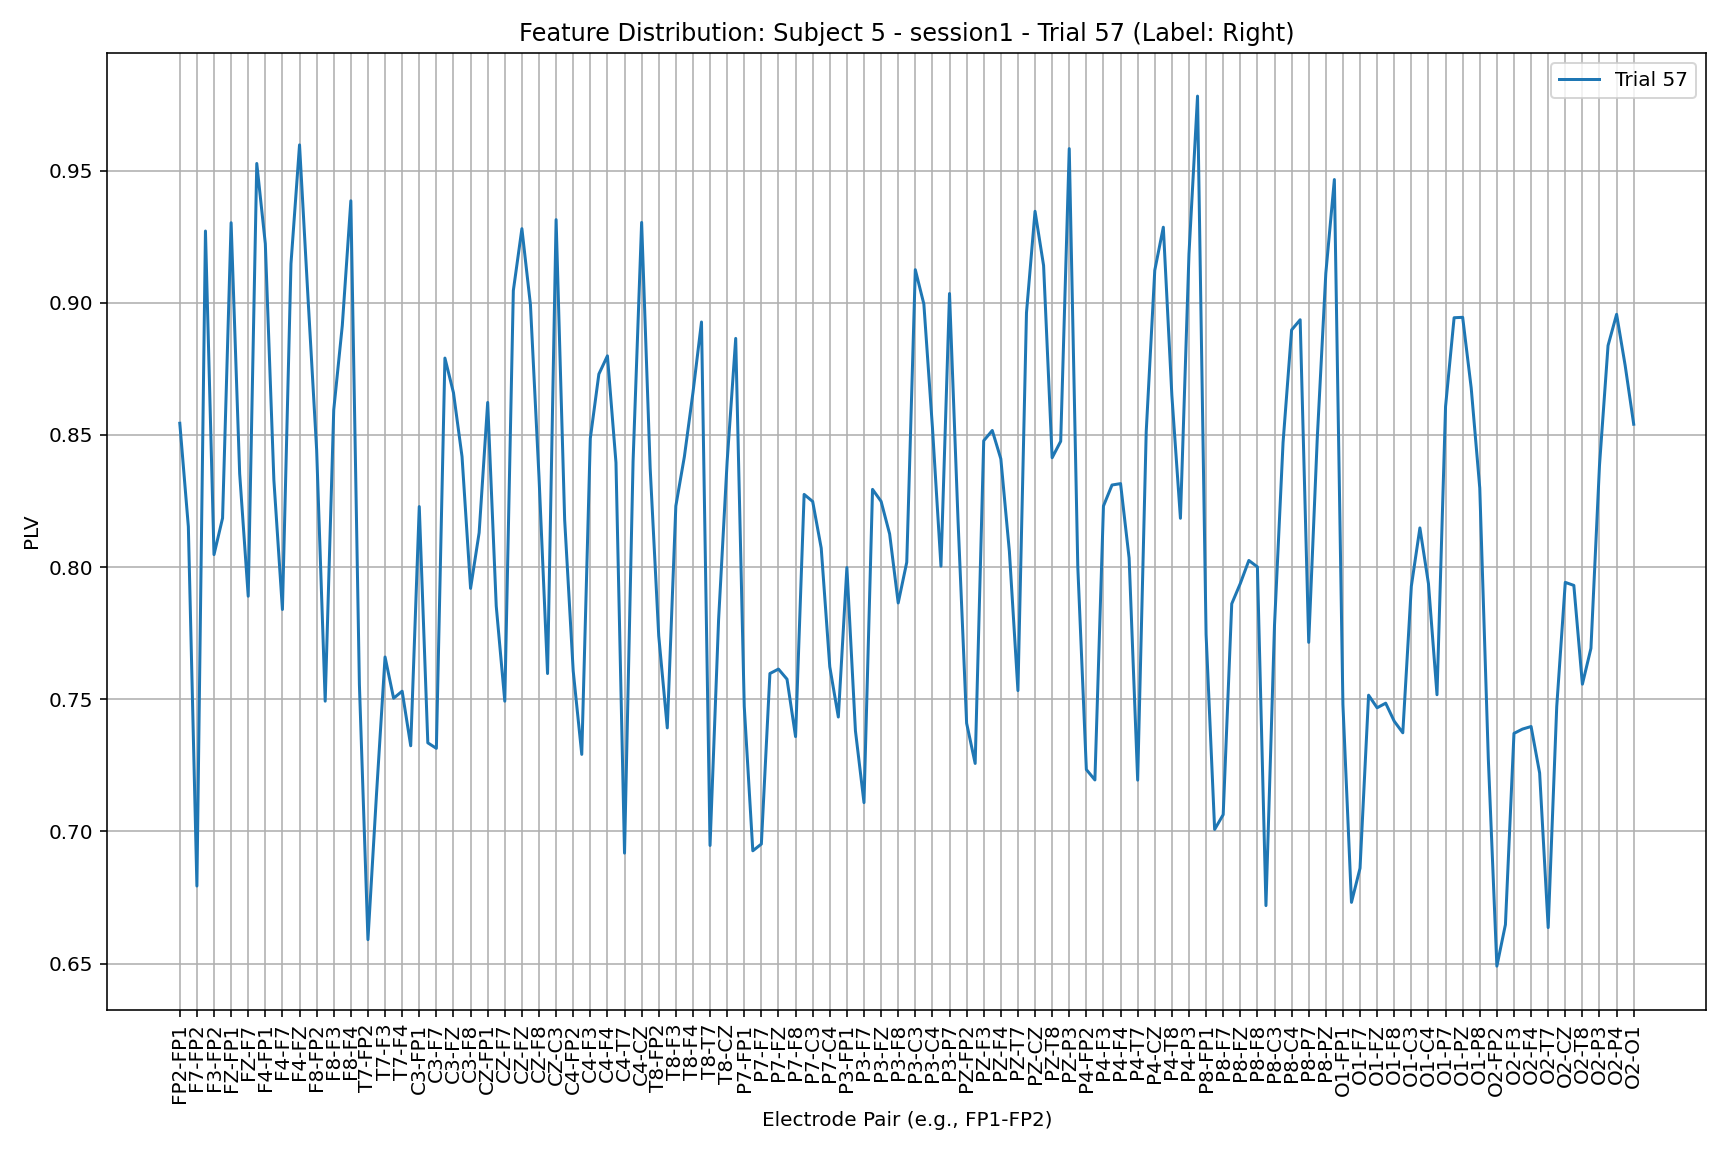 Feature Distribution: Subject 5 - session1 - Trial 57 (Label: Right)
Trial 57
PLV
0.95
0.90
0.85
0.80
0.75
0.70
0.65
FP2-FP1
F7-FP2
F3-FP2
FZ-FP1
FZ-F7
F4-FP1
F4-F7
F4-FZ
F8-FP2
F8-F3
F8-F4
T7-FP2
T7-F3
T7-F4
C3-FP1
C3-F7
C3-FZ
C3-F8
CZ-FP1
CZ-F7
CZ-FZ
CZ-F8
CZ-C3
C4-FP2
C4-F3
C4-F4
C4-T7
C4-CZ
T8-FP2
T8-F3
T8-F4
T8-T7
T8-CZ
P7-FP1
P7-F7
P7-FZ
P7-F8
P7-C3
P7-C4
P3-FP1
P3-F7
P3-FZ
P3-F8
P3-C3
P3-C4
P3-P7
PZ-FP2
PZ-F3
PZ-F4
PZ-T7
PZ-CZ
PZ-T8
PZ-P3
P4-FP2
P4-F3
P4-F4
P4-T7
P4-CZ
P4-T8
P4-P3
P8-FP1
P8-F7
P8-FZ
P8-F8
P8-C3
P8-C4
P8-P7
P8-PZ
O1-FP1
O1-F7
O1-FZ
O1-F8
O1-C3
O1-C4
O1-P7
O1-PZ
O1-P8
O2-FP2
O2-F3
O2-F4
O2-T7
O2-CZ
O2-T8
O2-P3
O2-P4
O2-O1
Electrode Pair (e.g., FP1-FP2)